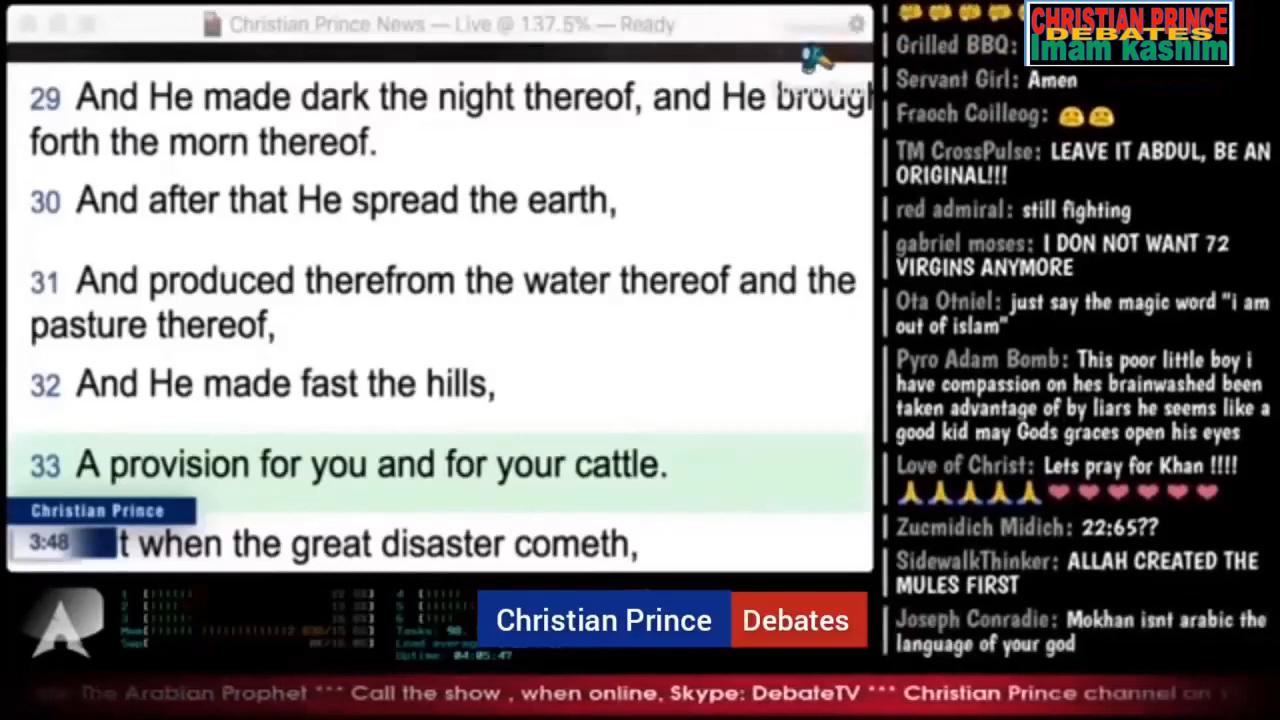 Christian Prince News — Live @ 137.5% — Ready
29 And He made dark the night thereof, and He brough
forth the morn thereof.
30 And after that He spread the earth,
31 And produced therefrom the water thereof and the
pasture thereof,
32 And He made fast the hills,
33 A provision for you and for your cattle.
Christian Prince
3:48
t when the great disaster cometh,
CHRISTIAN PRINCE
DEBATES
Imam kashim
Grilled BBQ:
Servant Girl: Amen
Fraoch Coilleog: 😷😷
TM CrossPulse: LEAVE IT ABDUL, BE AN
ORIGINAL!!!
red admiral: still fighting
gabriel moses: I DON NOT WANT 72
VIRGINS ANYMORE
Ota Otniel: just say the magic word "i am
out of islam"
Pyro Adam Bomb: This poor little boy i
have compassion on hes brainwashed been
taken advantage of by liars he seems like a
good kid may Gods graces open his eyes
Love of Christ: Lets pray for Khan !!!!
🙏🙏🙏🙏🙏❤❤❤❤❤❤
Zucmidich Midich: 22:65??
SidewalkThinker: ALLAH CREATED THE
MULES FIRST
Joseph Conradie: Mokhan isnt arabic the
language of your god
Christian Prince Debates
The Arabian Prophet *** Call the show , when online, Skype: DebateTV *** Christian Prince channel on